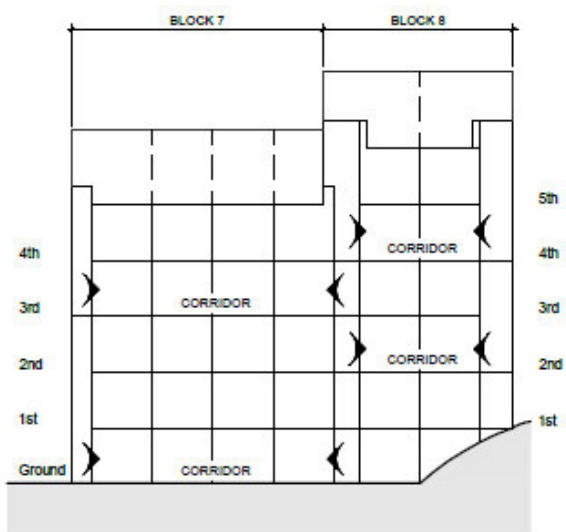 BLOCK 7 BLOCK 8
5th
CORRIDOR
4th 4th
CORRIDOR
3rd 3rd
CORRIDOR
2nd 2nd
1st 1st
Ground CORRIDOR